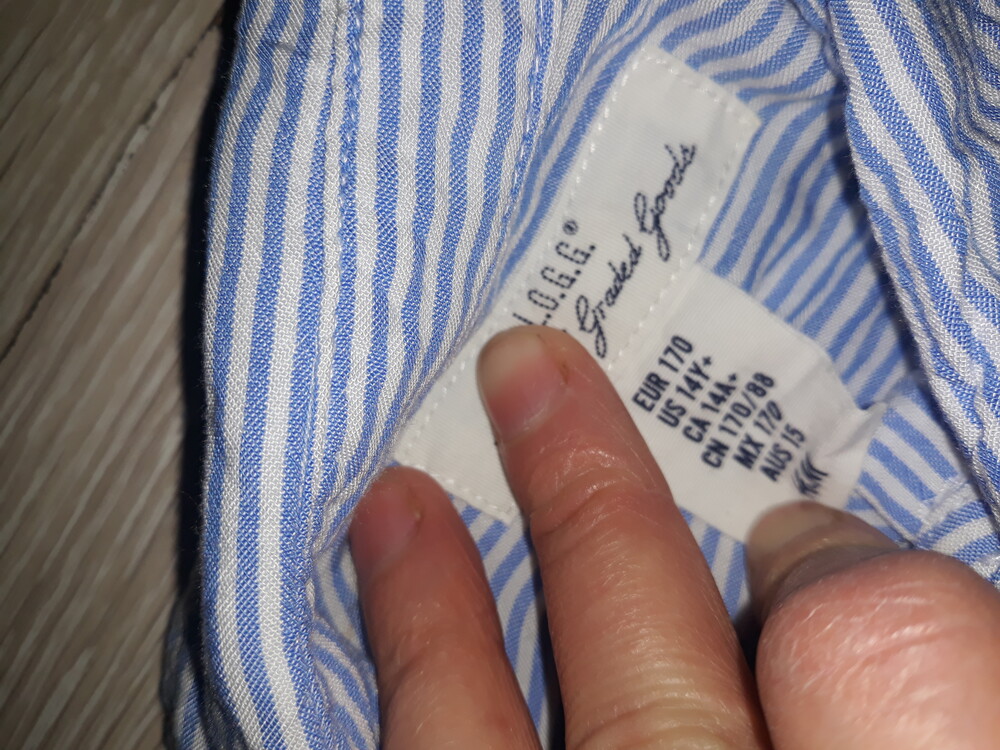 .O.G.G.®
Graded Goods
EUR 170
US 14Y+
CA 14A+
CN 170/88
MX 170
AUS 15